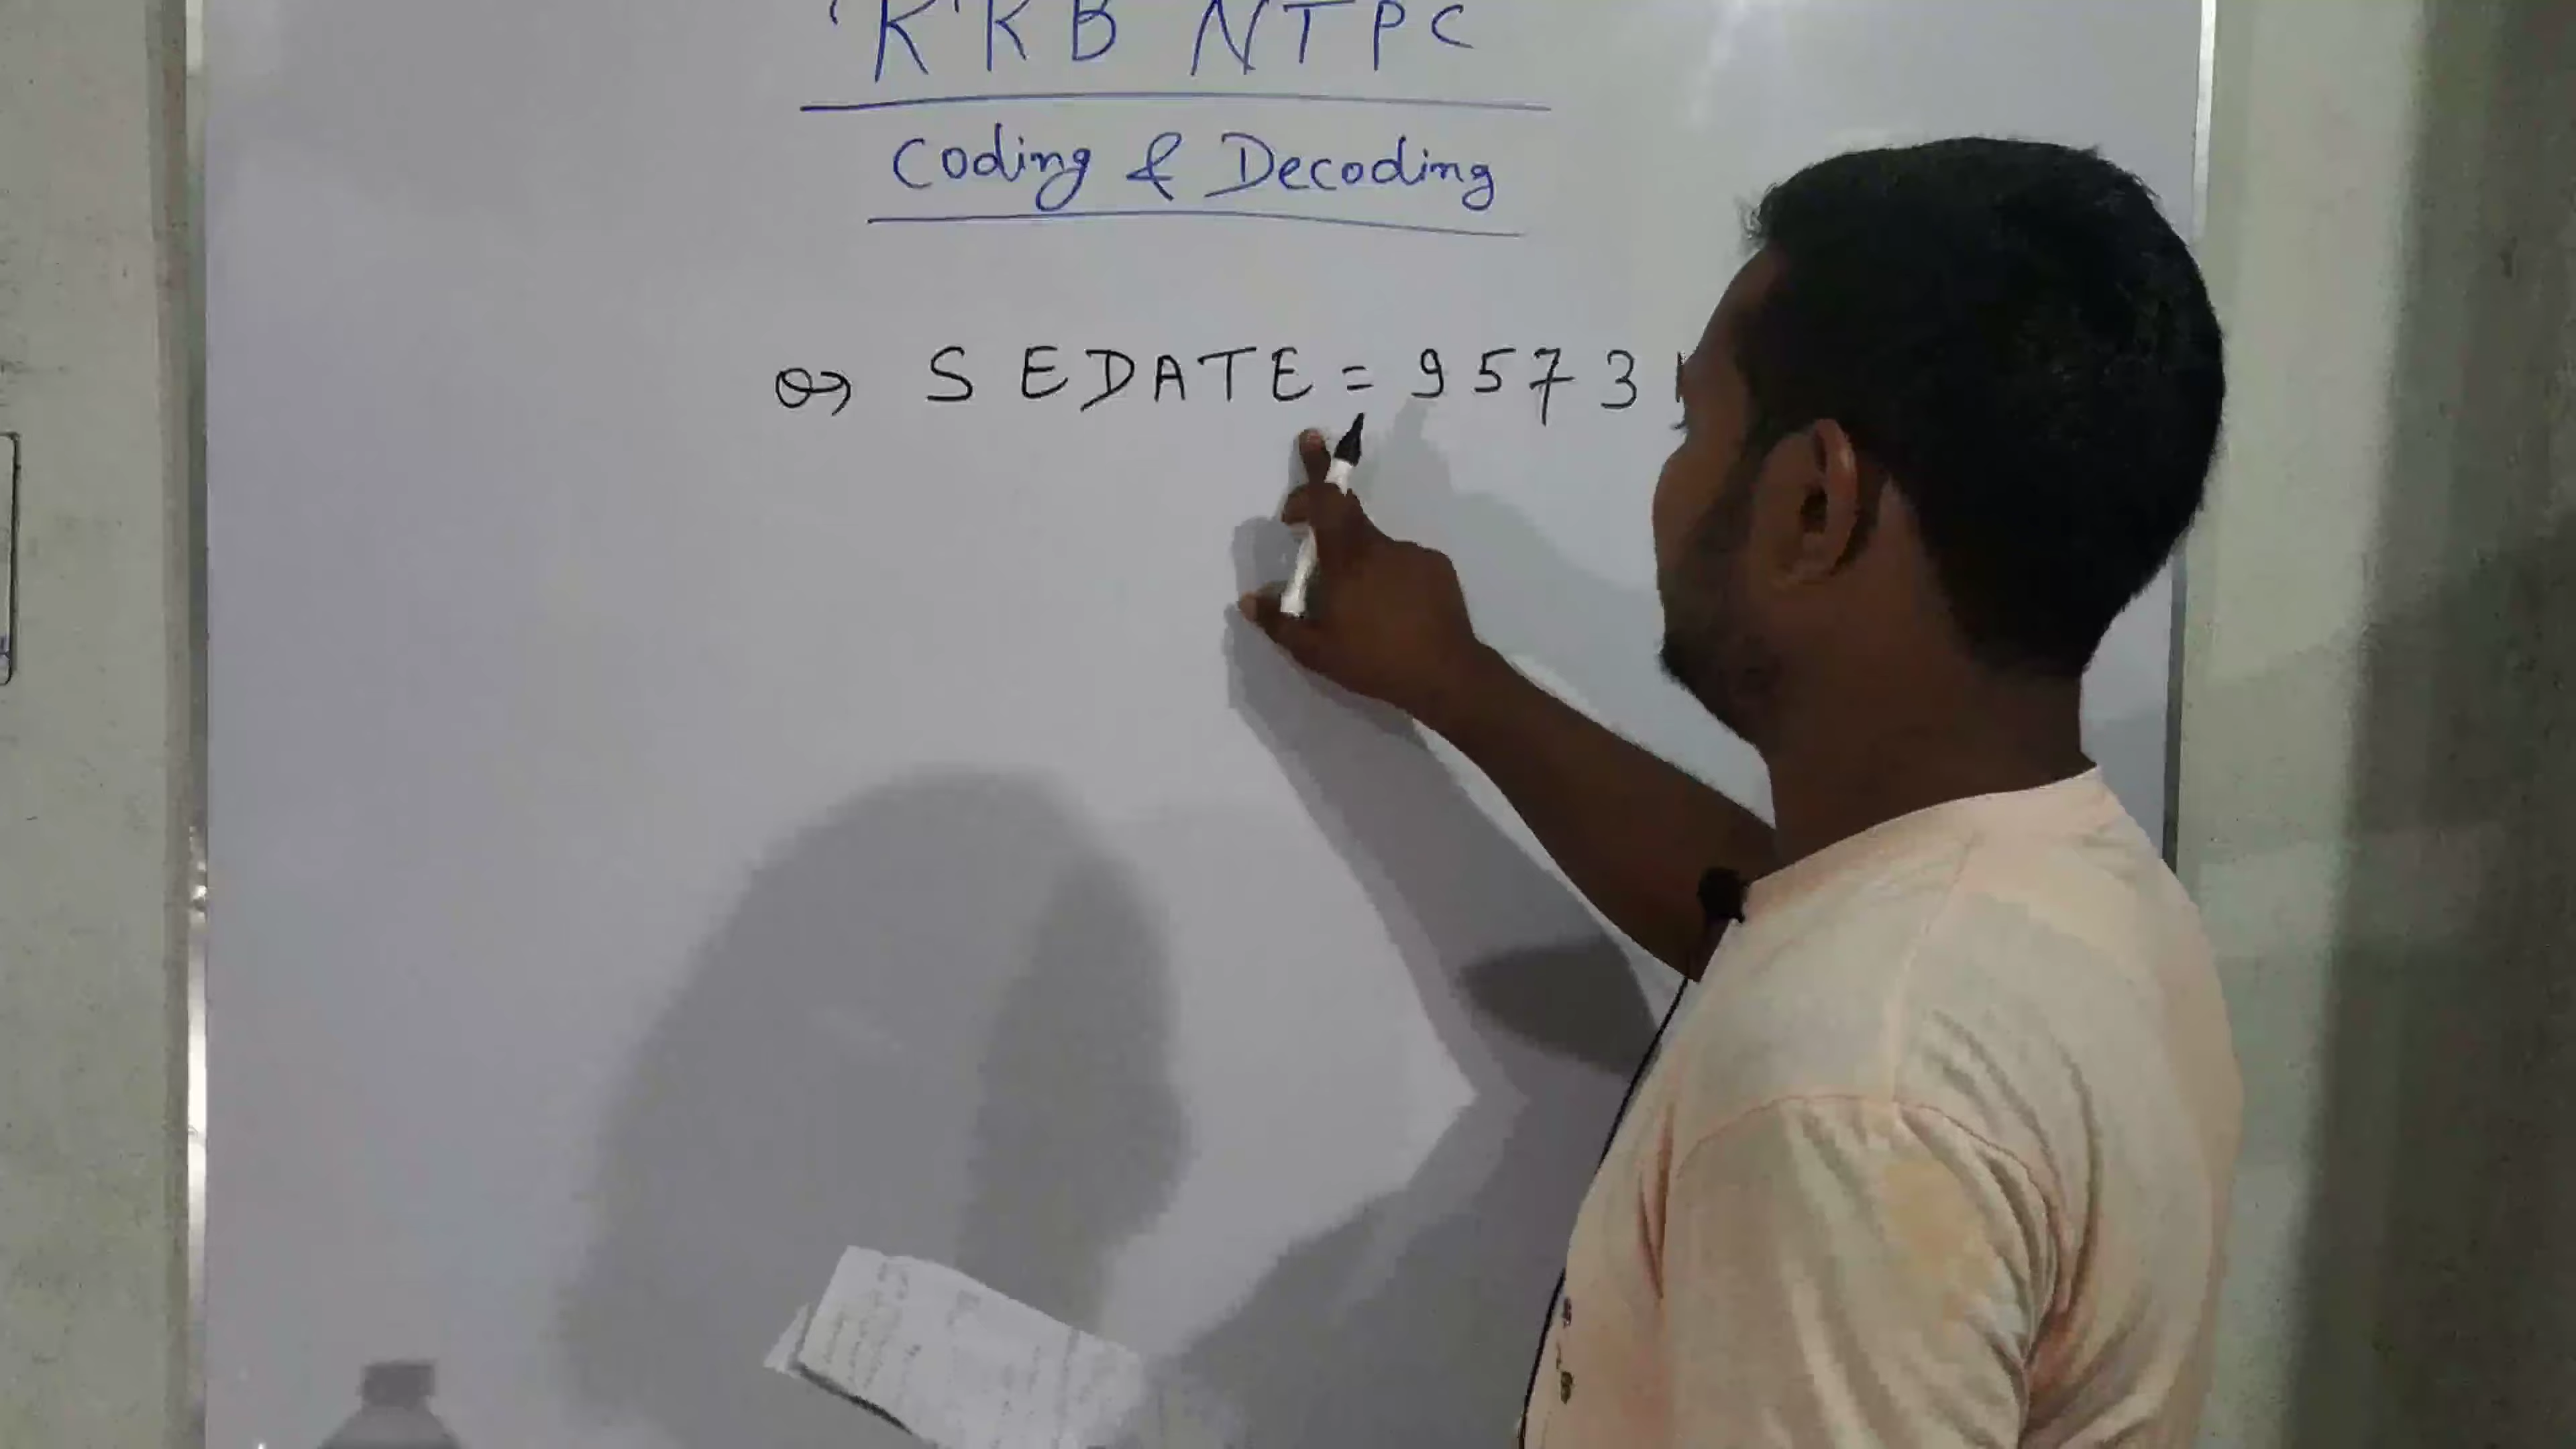 RRB NTPC
Coding & Decoding
⇒ SEDATE = 9573